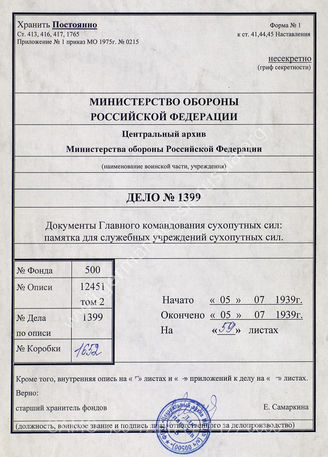 Хранить Постоянно
Форма № 1
Ст. 413, 416, 417, 1765
к ст. 41,44,45 Наставления
Приложение № 1 приказ МО 1975г. № 0215
несекретно
(гриф секретности)
МИНИСТЕРСТВО ОБОРОНЫ
РОССИЙСКОЙ ФЕДЕРАЦИИ
Центральный архив
Министерства обороны Российской Федерации
(наименование воинской части, учреждения)
ДЕЛО № 1399
Документы Главного командования сухопутных сил:
памятка для служебных учреждений сухопутных сил.
№ Фонда 500
№ Описи 12451
том 2
№ Дела 1399
по описи
№ Коробки 1652
Начато « 05 » 07 1939г.
Окончено « 05 » 07 1939г.
На «59» листах
Кроме того, внутренняя опись на «-» листах и «-» приложений к делу на «-» листах.
Верно:
старший хранитель фондов Е. Самаркина
(должность, воинское звание и подпись лица, ответственного за делопроизводство)